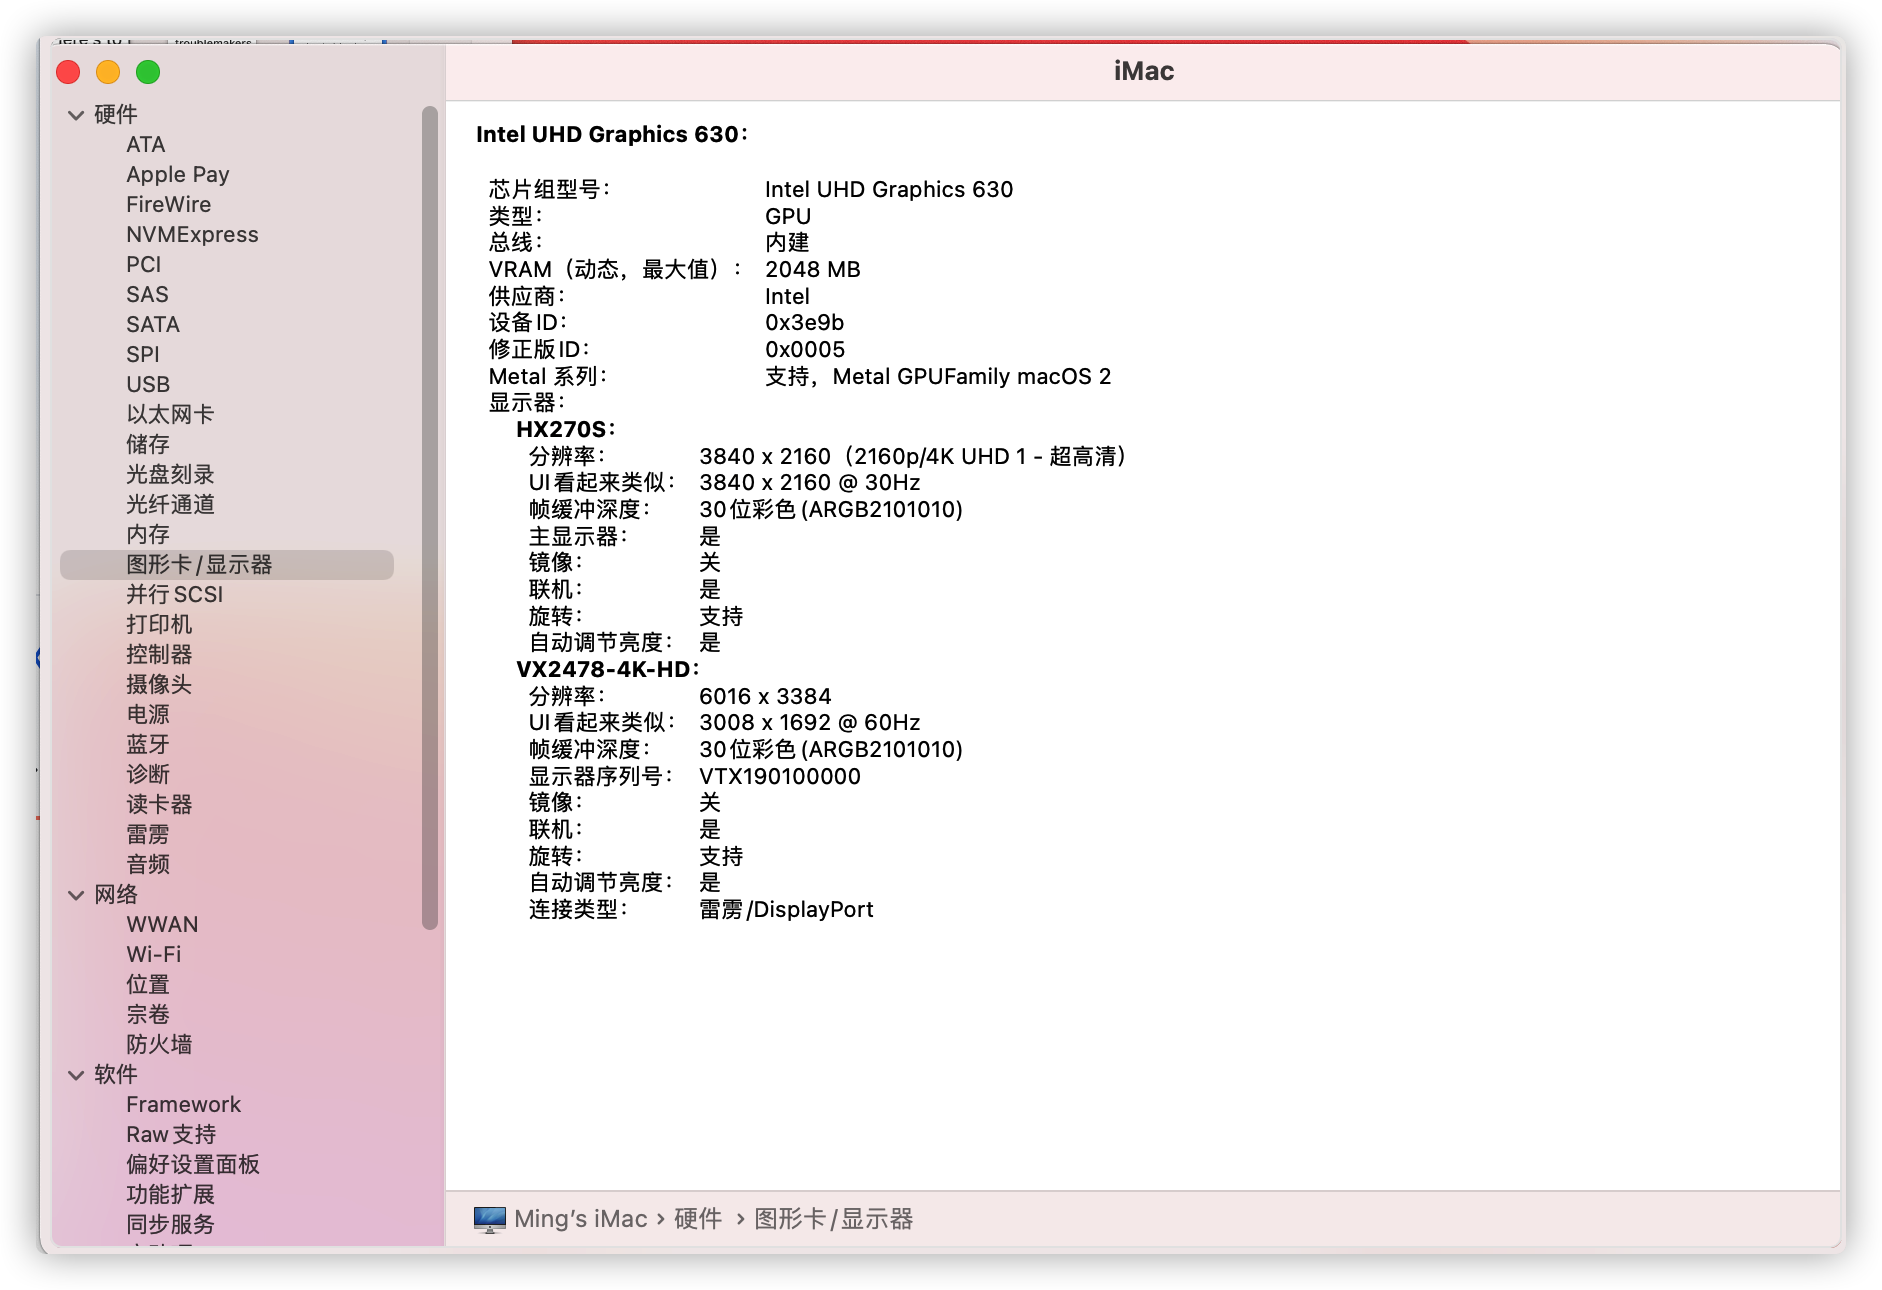 troublemakers
iMac
硬件
ATA
Apple Pay
FireWire
NVMExpress
PCI
SAS
SATA
SPI
USB
以太网卡
储存
光盘刻录
光纤通道
内存
图形卡/显示器
并行SCSI
打印机
控制器
摄像头
电源
蓝牙
诊断
读卡器
雷雳
音频
网络
WWAN
Wi-Fi
位置
宗卷
防火墙
软件
Framework
Raw支持
偏好设置面板
功能扩展
同步服务
Intel UHD Graphics 630：
芯片组型号： Intel UHD Graphics 630
类型： GPU
总线： 内建
VRAM（动态，最大值）： 2048 MB
供应商： Intel
设备ID： 0x3e9b
修正版ID： 0x0005
Metal 系列： 支持，Metal GPUFamily macOS 2
显示器：
HX270S：
分辨率： 3840 x 2160（2160p/4K UHD 1 - 超高清）
UI看起来类似： 3840 x 2160 @ 30Hz
帧缓冲深度： 30位彩色(ARGB2101010)
主显示器： 是
镜像： 关
联机： 是
旋转： 支持
自动调节亮度： 是
VX2478-4K-HD：
分辨率： 6016 x 3384
UI看起来类似： 3008 x 1692 @ 60Hz
帧缓冲深度： 30位彩色(ARGB2101010)
显示器序列号： VTX190100000
镜像： 关
联机： 是
旋转： 支持
自动调节亮度： 是
连接类型： 雷雳/DisplayPort
Ming’s iMac › 硬件 › 图形卡/显示器